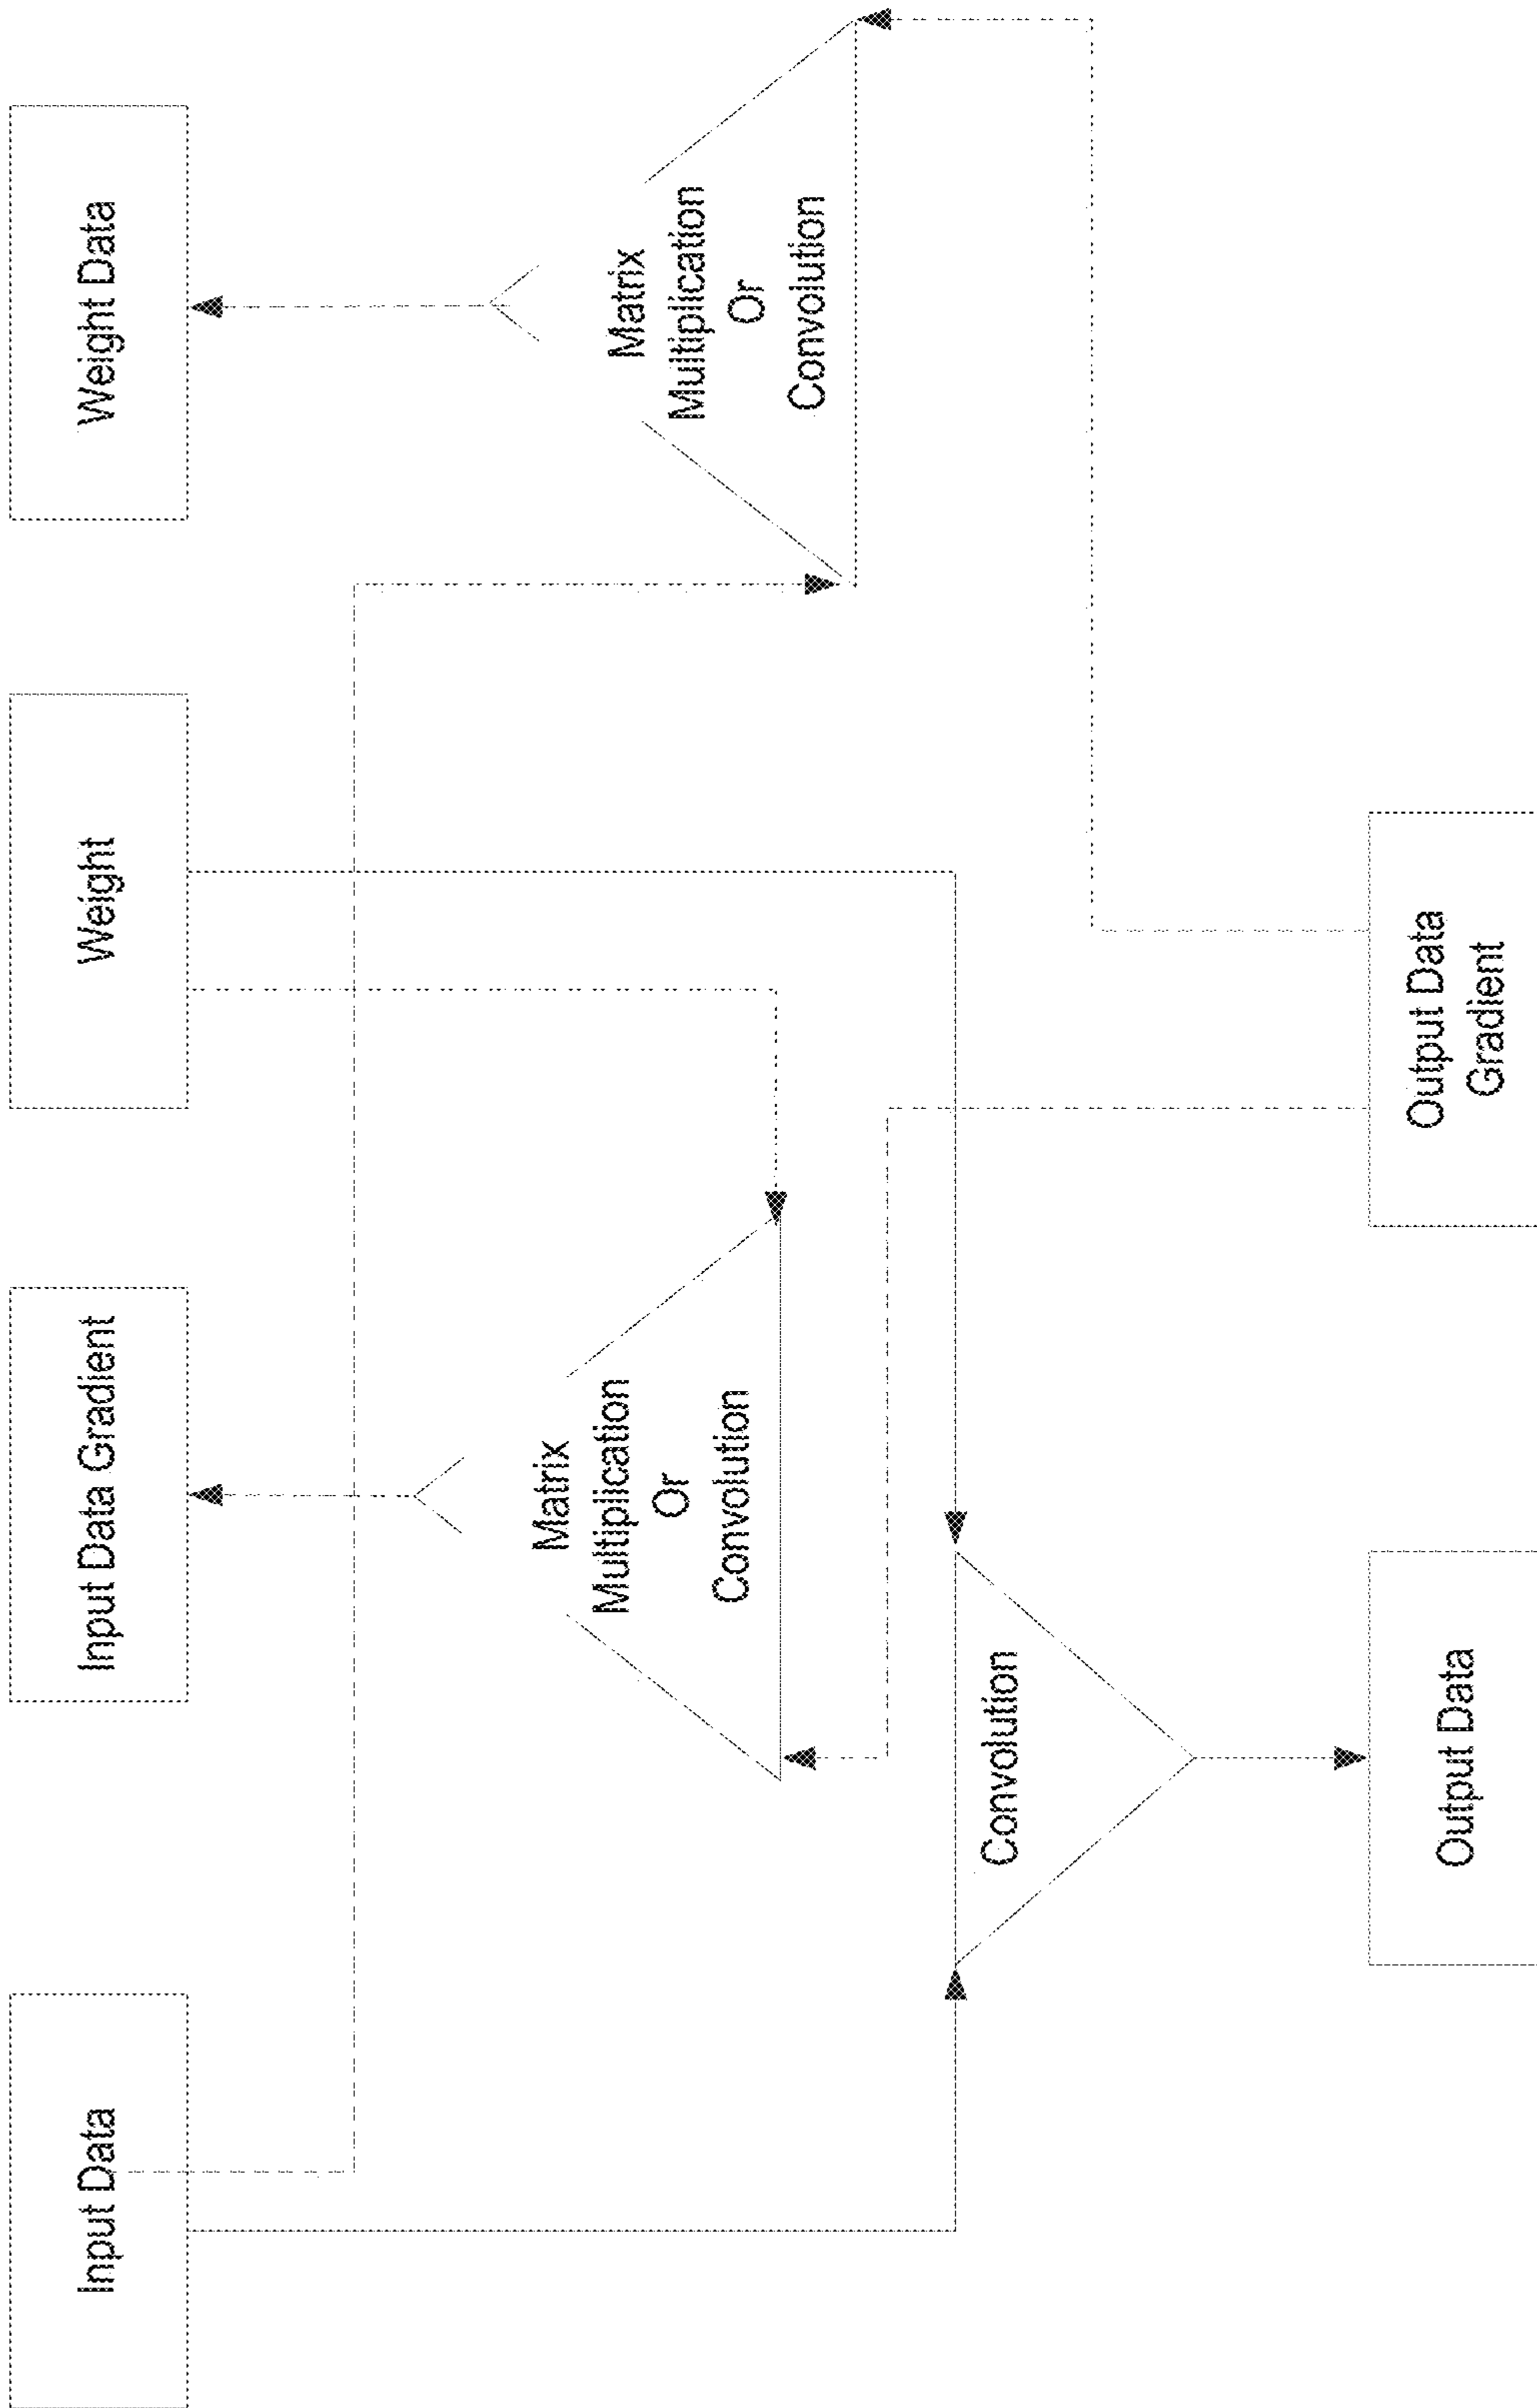 Input Data
Input Data Gradient
Weight
Weight Data
Matrix
Multiplication
Or
Convolution
Matrix
Multiplication
Or
Convolution
Convolution
Output Data
Output Data
Gradient